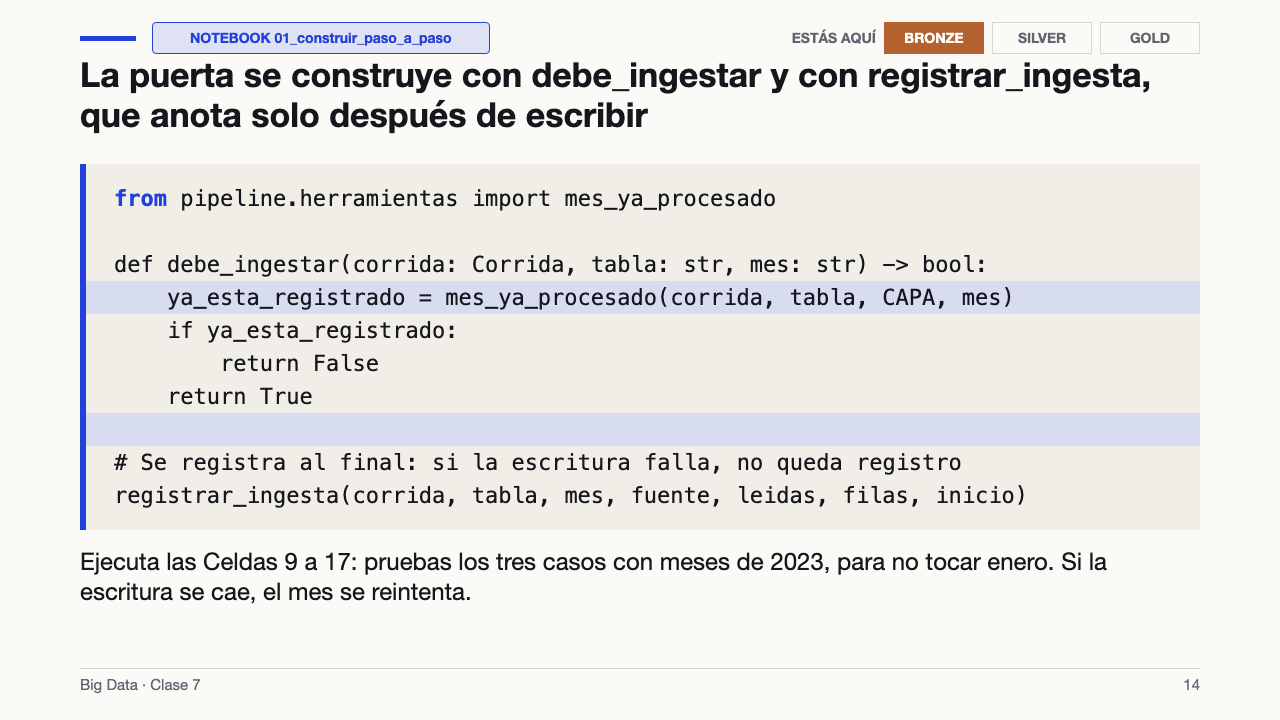 NOTEBOOK 01_construir_paso_a_paso
ESTÁS AQUÍ BRONZE SILVER GOLD
La puerta se construye con debe_ingestar y con registrar_ingesta,
que anota solo después de escribir
from pipeline.herramientas import mes_ya_procesado
def debe_ingestar(corrida: Corrida, tabla: str, mes: str) -> bool:
    ya_esta_registrado = mes_ya_procesado(corrida, tabla, CAPA, mes)
    if ya_esta_registrado:
        return False
    return True
# Se registra al final: si la escritura falla, no queda registro
registrar_ingesta(corrida, tabla, mes, fuente, leidas, filas, inicio)
Ejecuta las Celdas 9 a 17: pruebas los tres casos con meses de 2023, para no tocar enero. Si la
escritura se cae, el mes se reintenta.
Big Data · Clase 7
14